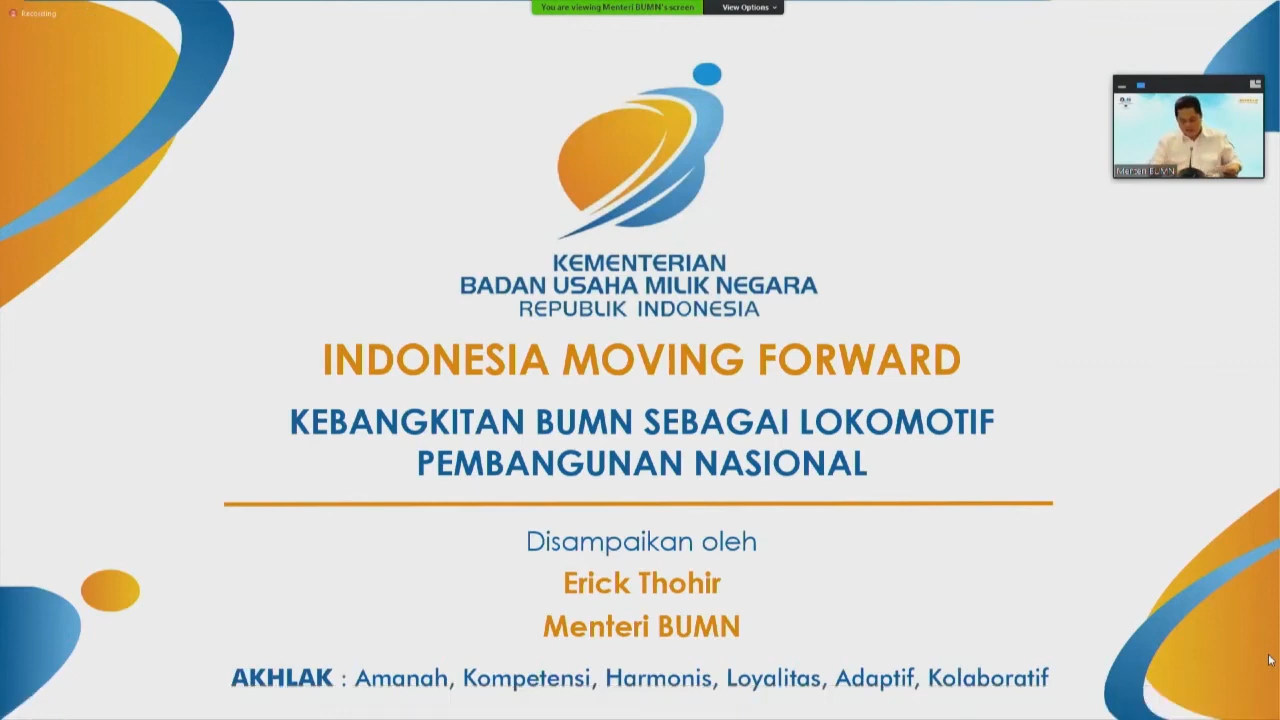 Recording
You are viewing Menteri BUMN's screen
View Options
Menteri BUMN
KEMENTERIAN
BADAN USAHA MILIK NEGARA
REPUBLIK INDONESIA
INDONESIA MOVING FORWARD
KEBANGKITAN BUMN SEBAGAI LOKOMOTIF
PEMBANGUNAN NASIONAL
Disampaikan oleh
Erick Thohir
Menteri BUMN
AKHLAK : Amanah, Kompetensi, Harmonis, Loyalitas, Adaptif, Kolaboratif